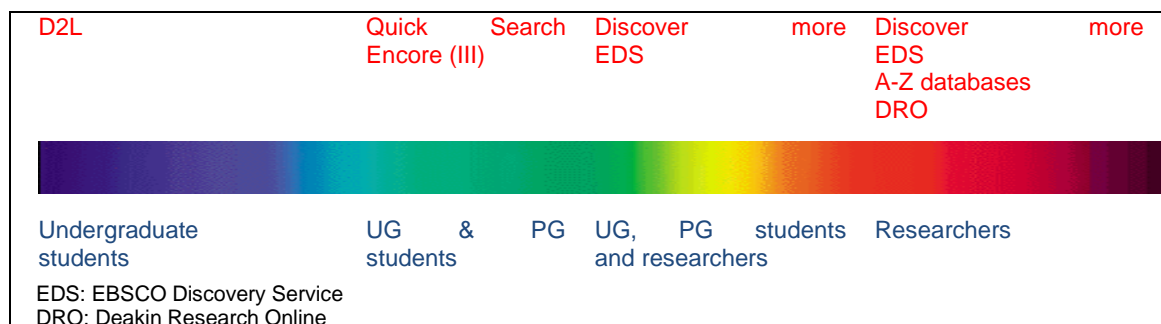 D2L
Quick Search
Encore (III)
Discover more
EDS
Discover more
EDS
A-Z databases
DRO
Undergraduate
students
UG & PG
students
UG, PG students
and researchers
Researchers
EDS: EBSCO Discovery Service
DRO: Deakin Research Online